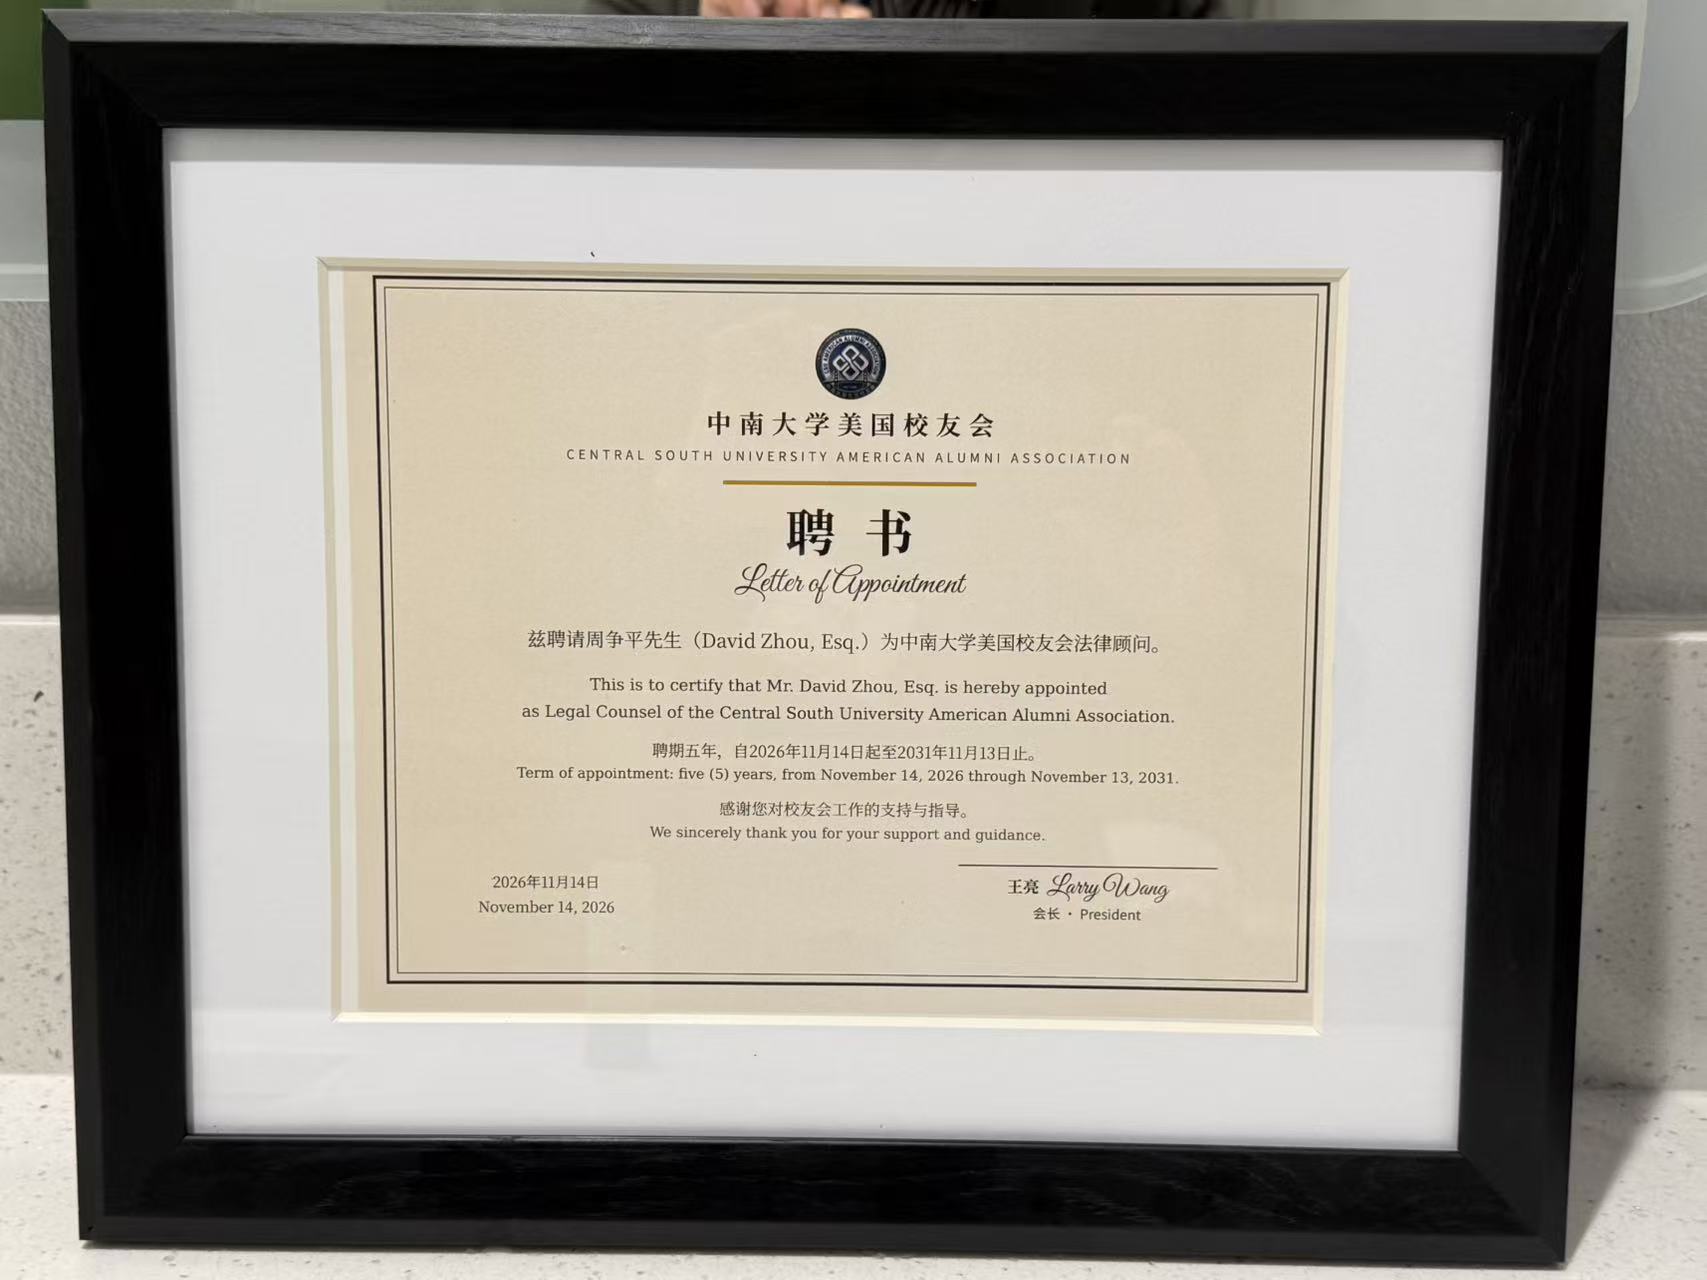 AMERICAN ALUMNI ASSOCIATION
中南大学美国校友会
CENTRAL SOUTH UNIVERSITY AMERICAN ALUMNI ASSOCIATION
聘 书
Letter of Appointment
兹聘请周争平先生（David Zhou, Esq.）为中南大学美国校友会法律顾问。
This is to certify that Mr. David Zhou, Esq. is hereby appointed
as Legal Counsel of the Central South University American Alumni Association.
聘期五年，自2026年11月14日起至2031年11月13日止。
Term of appointment: five (5) years, from November 14, 2026 through November 13, 2031.
感谢您对校友会工作的支持与指导。
We sincerely thank you for your support and guidance.
2026年11月14日
November 14, 2026
王亮 Larry Wang
会长 · President